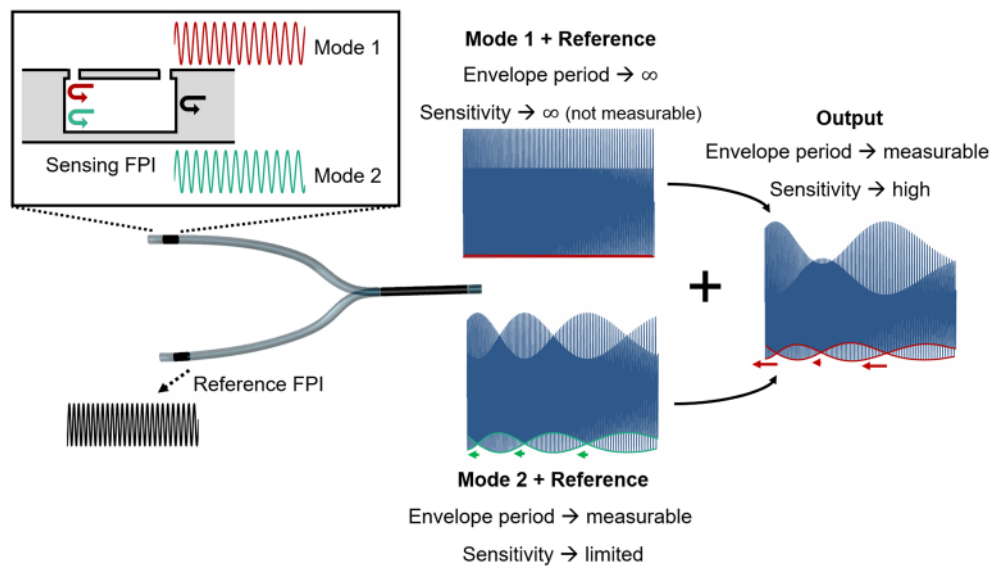 Mode 1
Sensing FPI
Mode 2
Reference FPI
Mode 1 + Reference
Envelope period → ∞
Sensitivity → ∞ (not measurable)
Mode 2 + Reference
Envelope period → measurable
Sensitivity → limited
+
Output
Envelope period → measurable
Sensitivity → high